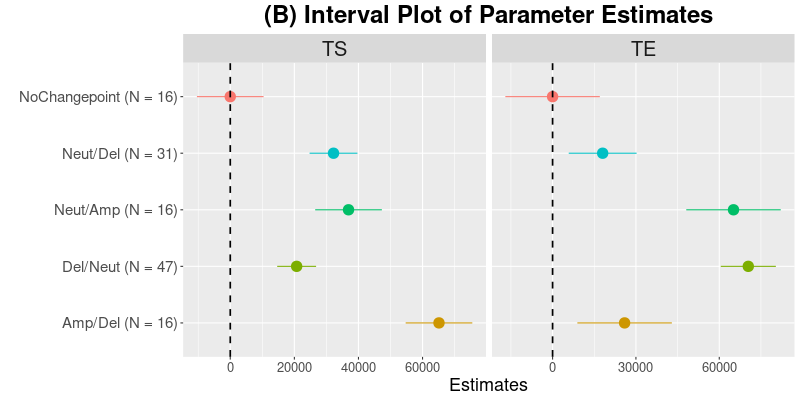 (B) Interval Plot of Parameter Estimates
TS TE
NoChangepoint (N = 16)
Neut/Del (N = 31)
Neut/Amp (N = 16)
Del/Neut (N = 47)
Amp/Del (N = 16)
0 20000 40000 60000 0 30000 60000
Estimates